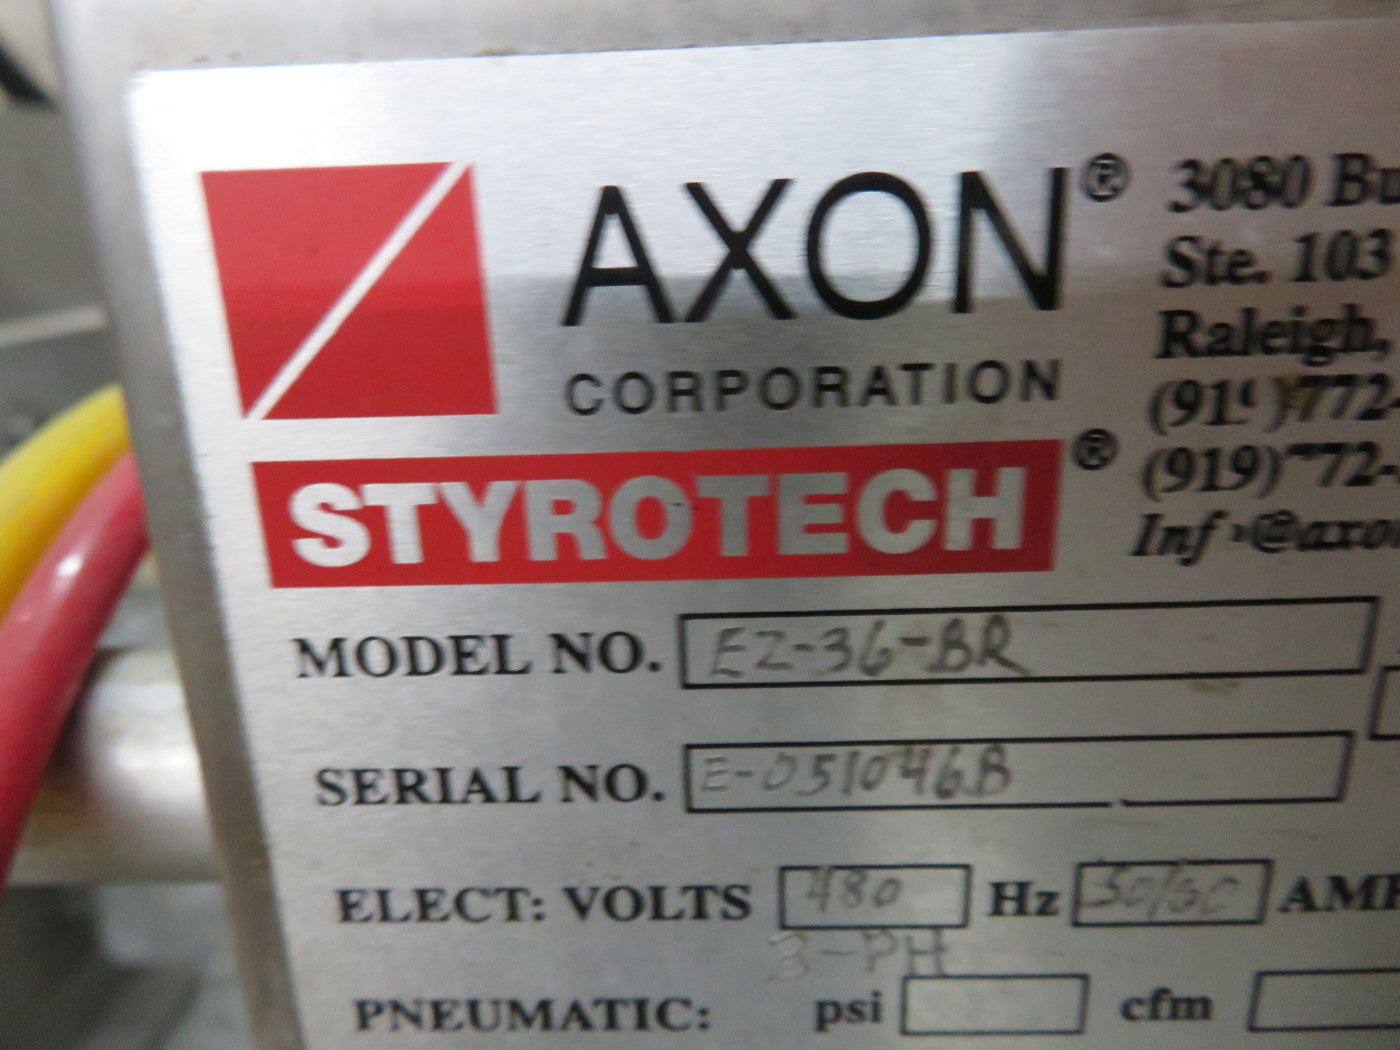 AXON® 3080
CORPORATION Ste. 103
Raleigh,
STYROTECH®
(919)
MODEL NO. EZ-36-BR
SERIAL NO. E-051046B
ELECT: VOLTS 480 Hz 50/60
3-PH
PNEUMATIC: psi cfm